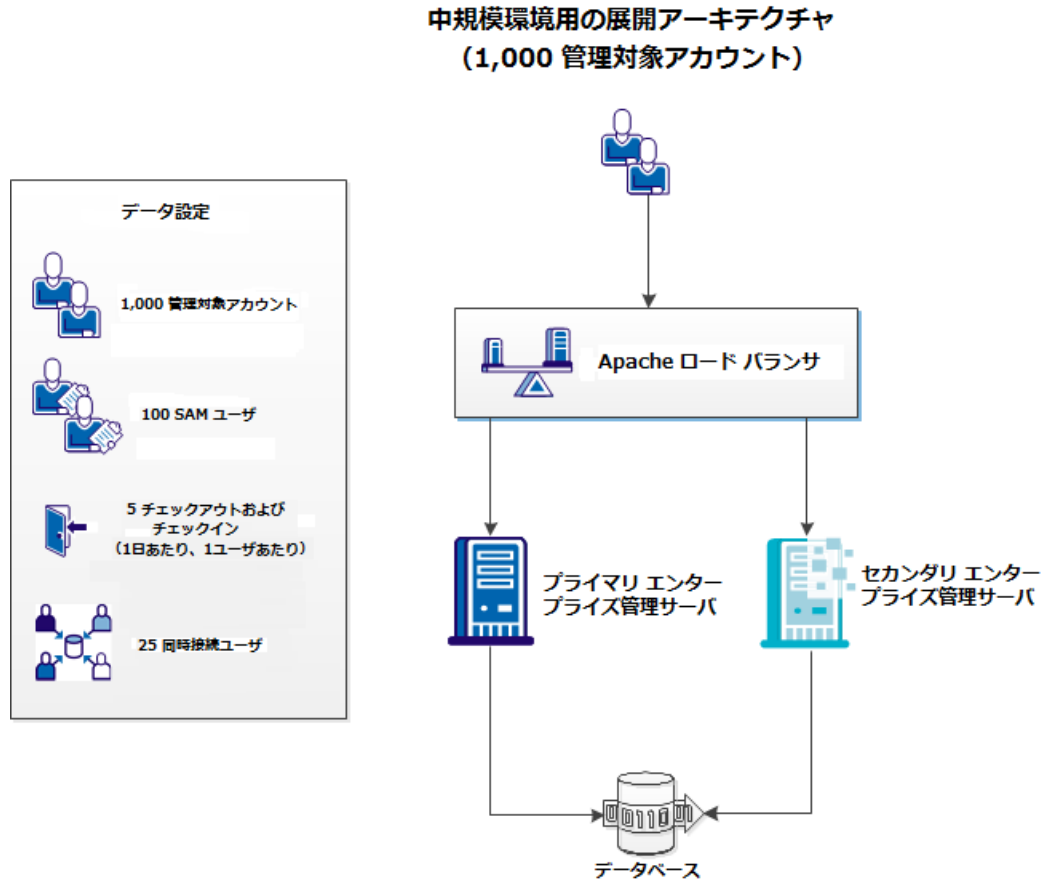 中規模環境用の展開アーキテクチャ
（1,000 管理対象アカウント）
データ設定
1,000 管理対象アカウント
100 SAM ユーザ
5 チェックアウトおよび
チェックイン
（1日あたり、1ユーザあたり）
25 同時接続ユーザ
Apache ロード バランサ
プライマリ エンター
プライズ管理サーバ
セカンダリ エンター
プライズ管理サーバ
データベース